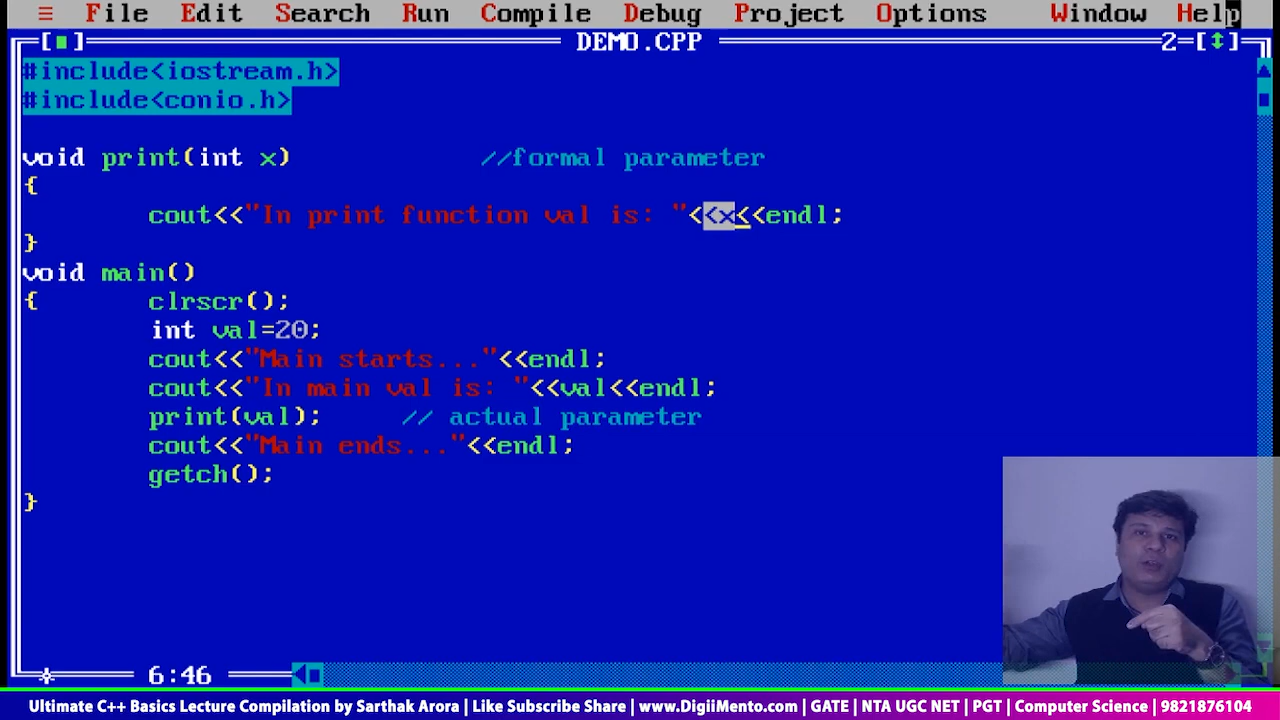 ≡ File Edit Search Run Compile Debug Project Options Window Help
[■] DEMO.CPP 2=[↕]
#include<iostream.h>
#include<conio.h>
void print(int x) //formal parameter
{
cout<<"In print function val is: "<<x<<endl;
}
void main()
{ clrscr();
int val=20;
cout<<"Main starts..."<<endl;
cout<<"In main val is: "<<val<<endl;
print(val); // actual parameter
cout<<"Main ends..."<<endl;
getch();
}
6:46
Ultimate C++ Basics Lecture Compilation by Sarthak Arora | Like Subscribe Share | www.DigiiMento.com | GATE | NTA UGC NET | PGT | Computer Science | 9821876104